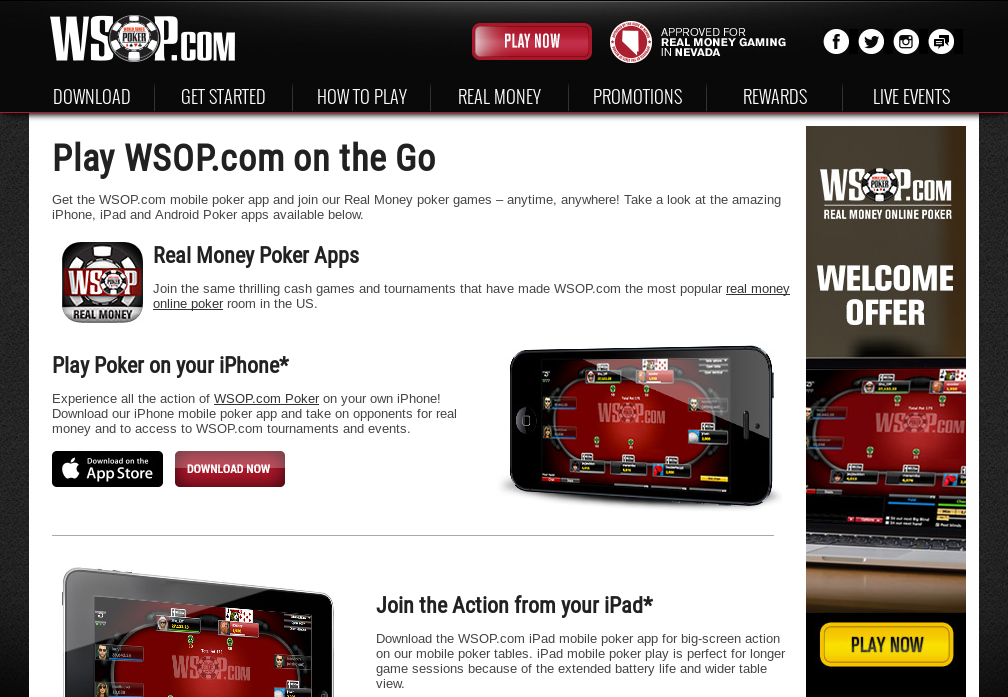 WSOP.COM
PLAY NOW
APPROVED FOR
REAL MONEY GAMING
IN NEVADA
DOWNLOAD
GET STARTED
HOW TO PLAY
REAL MONEY
PROMOTIONS
REWARDS
LIVE EVENTS
Play WSOP.com on the Go
Get the WSOP.com mobile poker app and join our Real Money poker games – anytime, anywhere! Take a look at the amazing
iPhone, iPad and Android Poker apps available below.
WSOP
REAL MONEY
Real Money Poker Apps
Join the same thrilling cash games and tournaments that have made WSOP.com the most popular real money
online poker room in the US.
Play Poker on your iPhone*
Experience all the action of WSOP.com Poker on your own iPhone!
Download our iPhone mobile poker app and take on opponents for real
money and to access to WSOP.com tournaments and events.
Download on the
App Store
DOWNLOAD NOW
WSOP.COM
WSOP.COM
Join the Action from your iPad*
Download the WSOP.com iPad mobile poker app for big-screen action
on our mobile poker tables. iPad mobile poker play is perfect for longer
game sessions because of the extended battery life and wider table
view.
WSOP.COM
REAL MONEY ONLINE POKER
WELCOME
OFFER
WSOP.COM
PLAY NOW